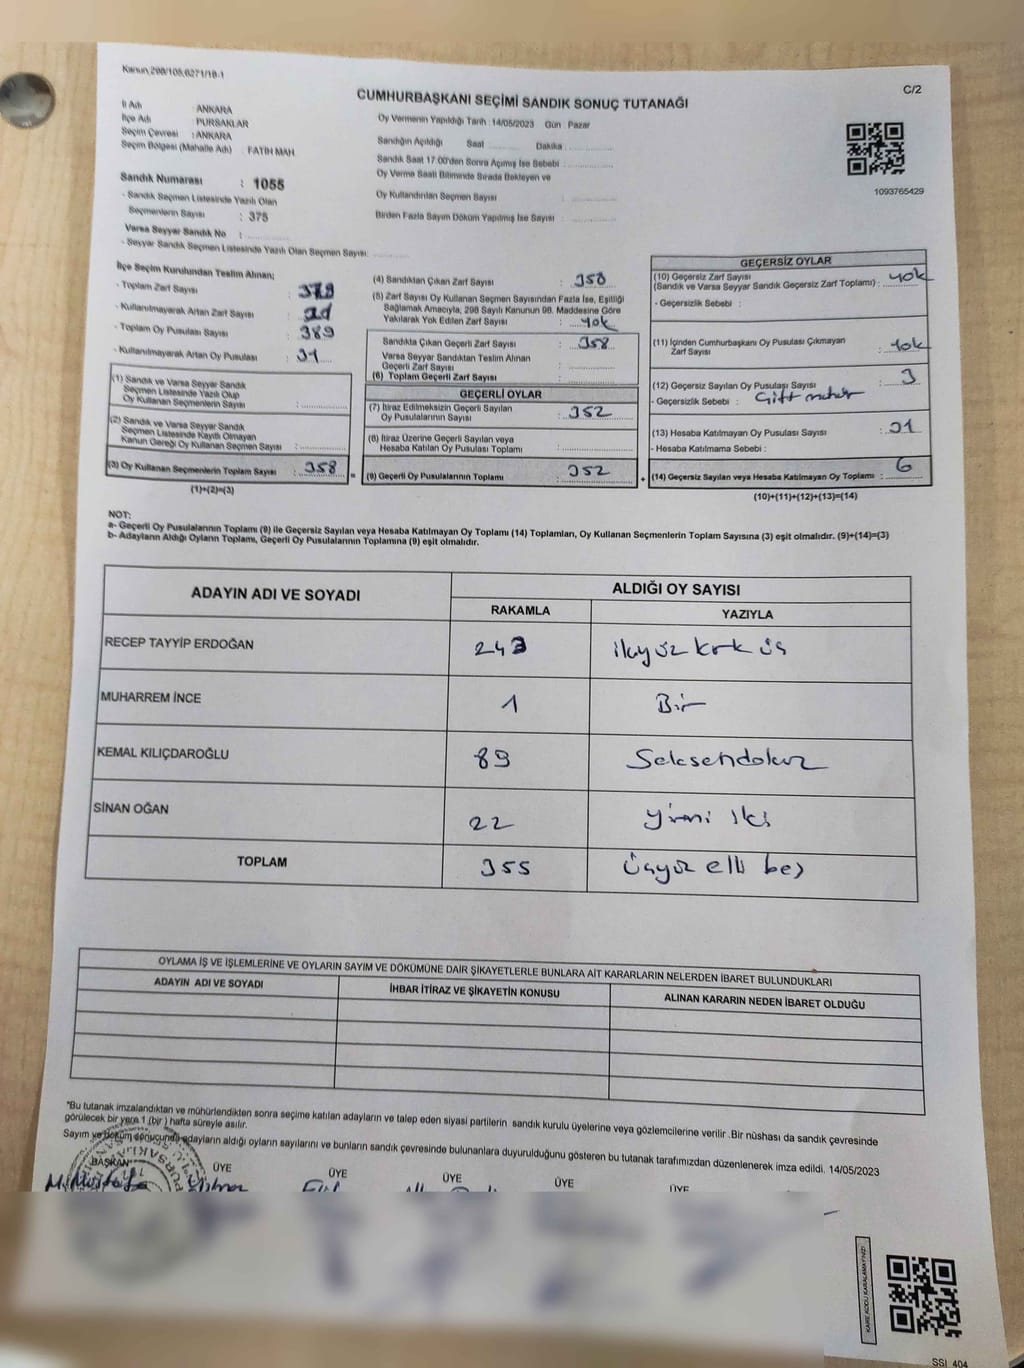 Kanun,298/105,6271/18-1
C/2
CUMHURBAŞKANI SEÇİMİ SANDIK SONUÇ TUTANAĞI
İl Adı : ANKARA
İlçe Adı : PURSAKLAR
Seçim Çevresi : ANKARA
Seçim Bölgesi (Mahalle Adı) : FATİH MAH
Oy Vermenin Yapıldığı Tarih : 14/05/2023 Gün : Pazar
Sandığın Açıldığı Saat Dakika
Sandık Saat 17.00'den Sonra Açımış İse Sebebi :
Oy Verme Saati Bitiminde Sırada Bekleyen ve
Oy Kullandırılan Seçmen Sayısı :
Birden Fazla Sayım Döküm Yapılmış İse Sayısı :
1093765429
Sandık Numarası : 1055
- Sandık Seçmen Listesinde Yazılı Olan
Seçmenlerin Sayısı : 375
Varsa Seyyar Sandık No :
- Seyyar Sandık Seçmen Listesinde Yazılı Olan Seçmen Sayısı:
İlçe Seçim Kurulundan Teslim Alınan;
- Toplam Zarf Sayısı : 379
- Kullanılmayarak Artan Zarf Sayısı :
- Toplam Oy Pusulası Sayısı : 389
- Kullanılmayarak Artan Oy Pusulası : 31
(1) Sandık ve Varsa Seyyar Sandık
Seçmen Listesinde Yazılı Olup
Oy Kullanan Seçmenlerin Sayısı :
(2) Sandık ve Varsa Seyyar Sandık
Seçmen Listesinde Kayıtlı Olmayan
Kanun Gereği Oy Kullanan Seçmen Sayısı :
(3) Oy Kullanan Seçmenlerin Toplam Sayısı : 358 =
(1)+(2)=(3)
(4) Sandıktan Çıkan Zarf Sayısı : 358
(5) Zarf Sayısı Oy Kullanan Seçmen Sayısından Fazla İse, Eşitliği
Sağlamak Amacıyla, 298 Sayılı Kanunun 98. Maddesine Göre
Yakılarak Yok Edilen Zarf Sayısı : yok
Sandıkta Çıkan Geçerli Zarf Sayısı : 358
Varsa Seyyar Sandıktan Teslim Alınan
Geçerli Zarf Sayısı :
(6) Toplam Geçerli Zarf Sayısı :
GEÇERLİ OYLAR
(7) İtiraz Edilmeksizin Geçerli Sayılan
Oy Pusulalarının Sayısı : 352
(8) İtiraz Üzerine Geçerli Sayılan veya
Hesaba Katılan Oy Pusulası Toplamı :
(9) Geçerli Oy Pusulalarının Toplamı : 352 +
GEÇERSİZ OYLAR
(10) Geçersiz Zarf Sayısı
(Sandık ve Varsa Seyyar Sandık Geçersiz Zarf Toplamı) : yok
- Geçersizlik Sebebi :
(11) İçinden Cumhurbaşkanı Oy Pusulası Çıkmayan
Zarf Sayısı : yok
(12) Geçersiz Sayılan Oy Pusulası Sayısı : 3
- Geçersizlik Sebebi : Çift mühür
(13) Hesaba Katılmayan Oy Pusulası Sayısı : 31
- Hesaba Katılmama Sebebi :
(14) Geçersiz Sayılan veya Hesaba Katılmayan Oy Toplamı : 6
(10)+(11)+(12)+(13)=(14)
NOT:
a- Geçerli Oy Pusulalarının Toplamı (9) ile Geçersiz Sayılan veya Hesaba Katılmayan Oy Toplamı (14) Toplamları, Oy Kullanan Seçmenlerin Toplam Sayısına (3) eşit olmalıdır. (9)+(14)=(3)
b- Adayların Aldığı Oyların Toplamı, Geçerli Oy Pusulalarının Toplamına (9) eşit olmalıdır.
ADAYIN ADI VE SOYADI ALDIĞI OY SAYISI
RAKAMLA YAZIYLA
RECEP TAYYİP ERDOĞAN 243 ikiyüz kırk üç
MUHARREM İNCE 1 Bir
KEMAL KILIÇDAROĞLU 89 Seksendokuz
SİNAN OĞAN 22 yirmi iki
TOPLAM 355 üçyüz elli beş
OYLAMA İŞ VE İŞLEMLERİNE VE OYLARIN SAYIM VE DÖKÜMÜNE DAİR ŞİKAYETLERLE BUNLARA AİT KARARLARIN NELERDEN İBARET BULUNDUKLARI
ADAYIN ADI VE SOYADI İHBAR İTİRAZ VE ŞİKAYETİN KONUSU ALINAN KARARIN NEDEN İBARET OLDUĞU
"Bu tutanak imzalandıktan ve mühürlendikten sonra seçime katılan adayların ve talep eden siyasi partilerin sandık kurulu üyelerine veya gözlemcilerine verilir .Bir nüshası da sandık çevresinde
görülecek bir yere 1 (bir ) hafta süreyle asılır.
Sayım ve döküm sonucunda adayların aldığı oyların sayılarını ve bunların sandık çevresinde bulunanlara duyurulduğunu gösteren bu tutanak tarafımızdan düzenlenerek imza edildi. 14/05/2023
BAŞKAN ÜYE ÜYE ÜYE ÜYE ÜYE
KARE KODU KARALAMAYINIZ!
SSI_404